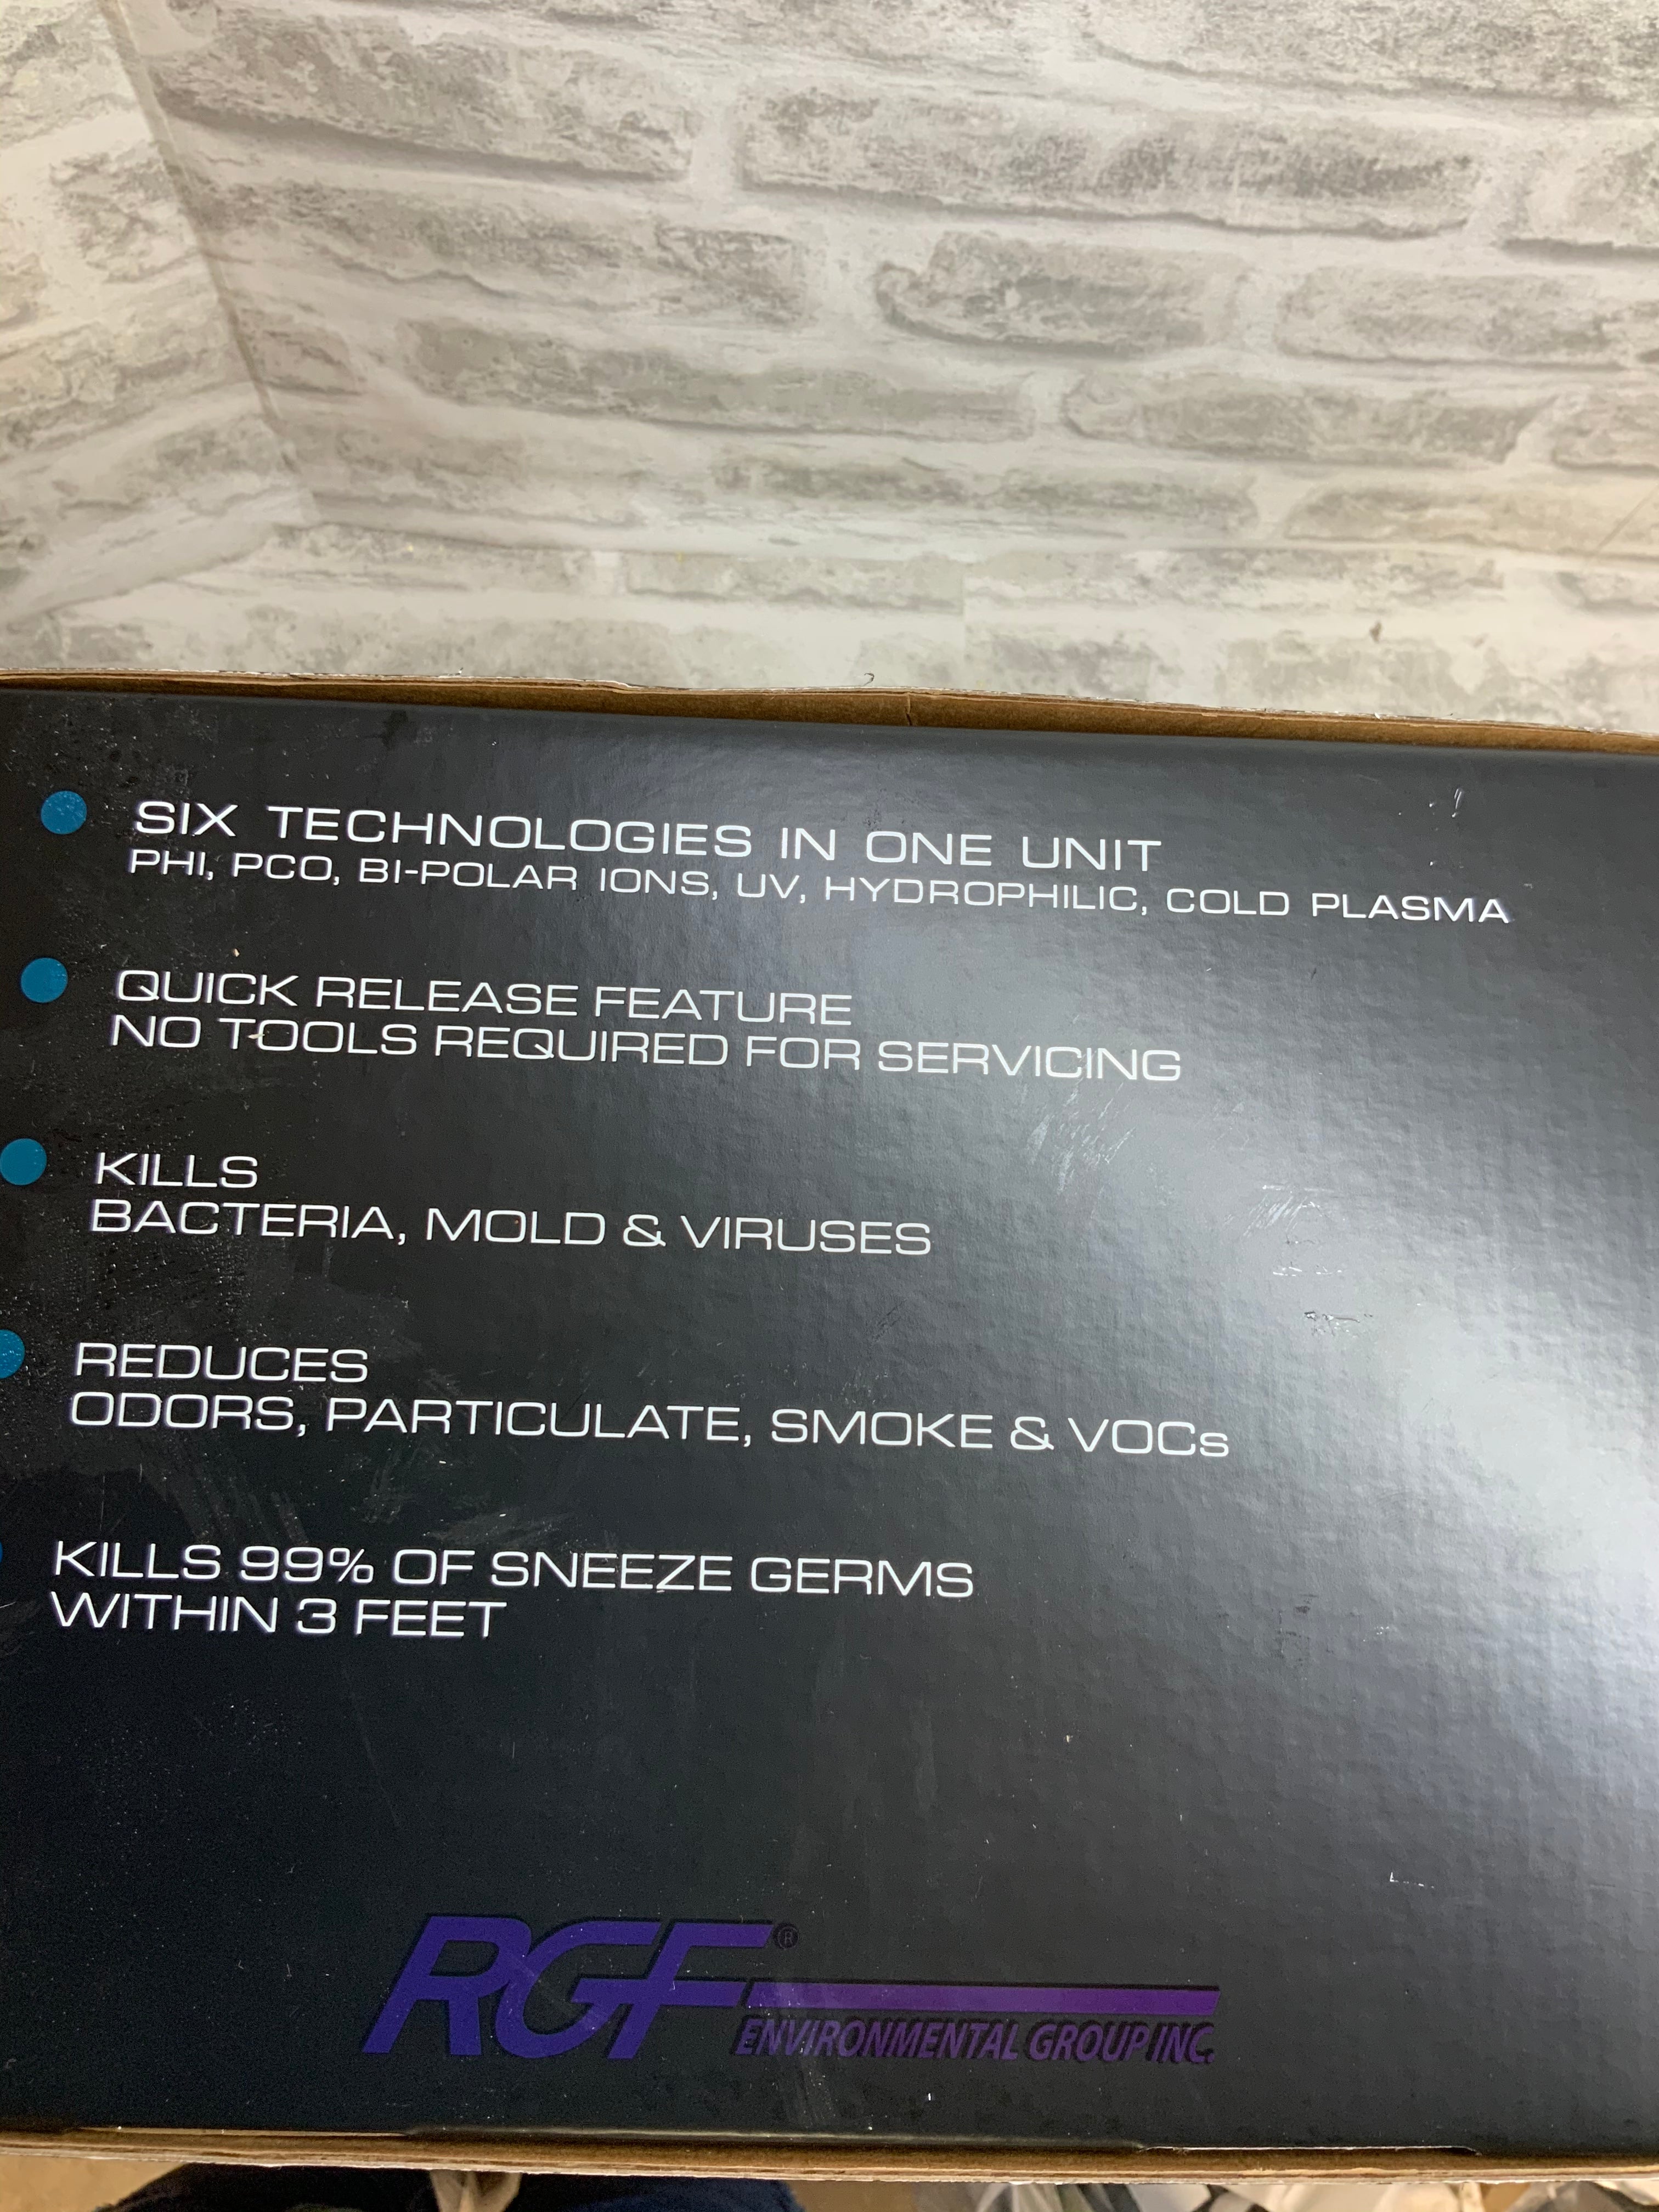 SIX TECHNOLOGIES IN ONE UNIT
PHI, PCO, BI-POLAR IONS, UV, HYDROPHILIC, COLD PLASMA
QUICK RELEASE FEATURE
NO TOOLS REQUIRED FOR SERVICING
KILLS
BACTERIA, MOLD & VIRUSES
REDUCES
ODORS, PARTICULATE, SMOKE & VOCs
KILLS 99% OF SNEEZE GERMS
WITHIN 3 FEET
RGF®
ENVIRONMENTAL GROUP INC.